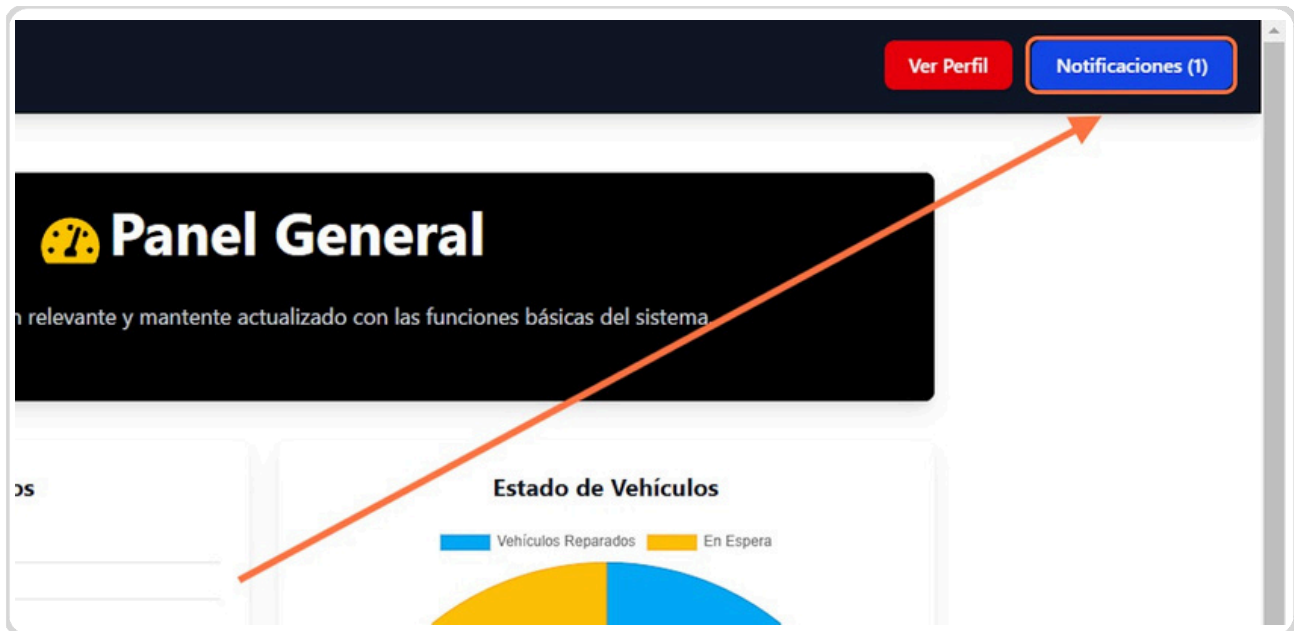 Ver Perfil Notificaciones (1)
Panel General
relevante y mantente actualizado con las funciones básicas del sistema.
os Estado de Vehículos
Vehículos Reparados En Espera